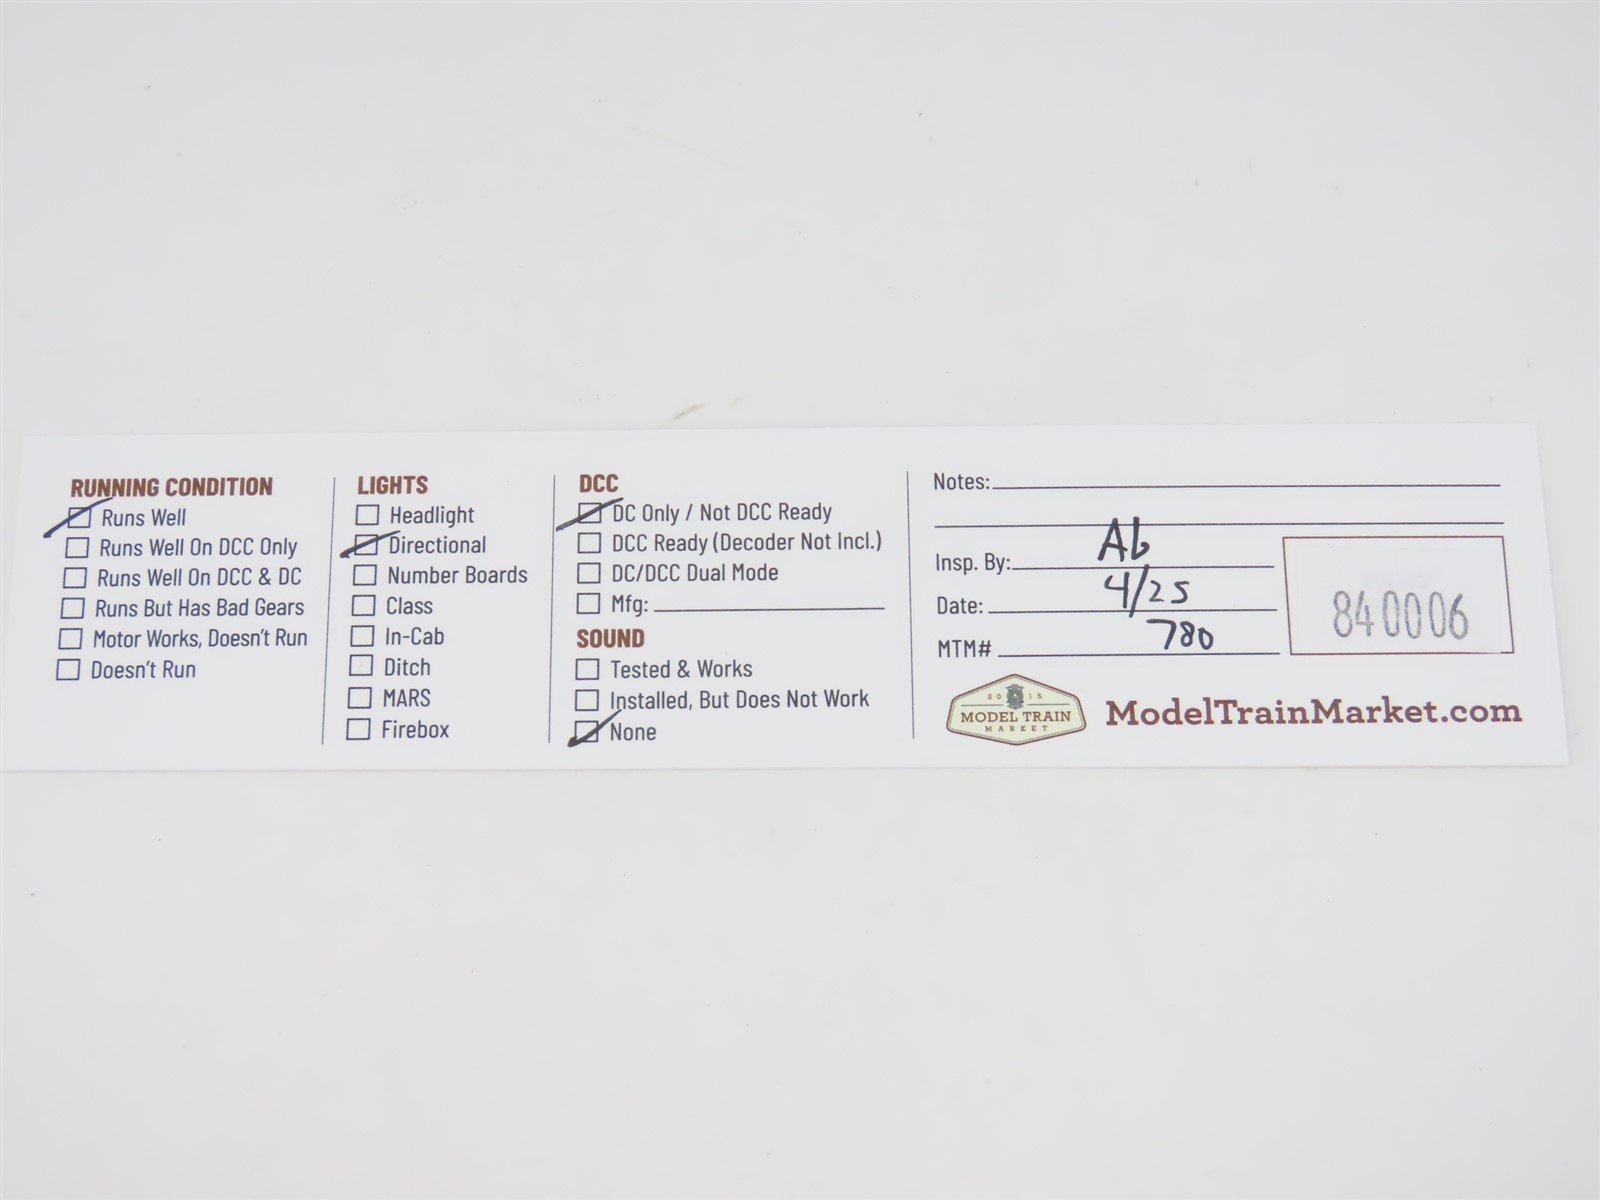 RUNNING CONDITION
Runs Well
Runs Well On DCC Only
Runs Well On DCC & DC
Runs But Has Bad Gears
Motor Works, Doesn't Run
Doesn't Run
LIGHTS
Headlight
Directional
Number Boards
Class
In-Cab
Ditch
MARS
Firebox
DCC
DC Only / Not DCC Ready
DCC Ready (Decoder Not Incl.)
DC/DCC Dual Mode
Mfg:
SOUND
Tested & Works
Installed, But Does Not Work
None
Notes:
Insp. By: Ab
Date: 4/25
MTM# 780
840006
2015
MODEL TRAIN
MARKET
ModelTrainMarket.com